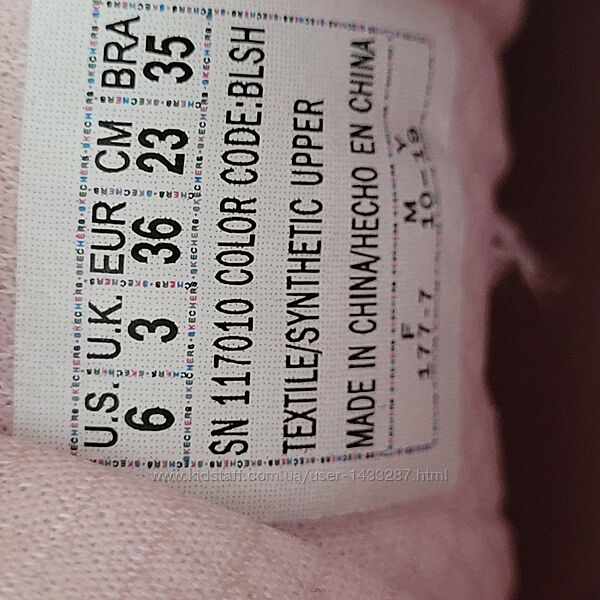 U.S. U.K. EUR CM BRA
6 3 36 23 35
SN 117010 COLOR CODE:BLSH
TEXTILE/SYNTHETIC UPPER
MADE IN CHINA/HECHO EN CHINA
F M Y
177-7 10-19
SKECHERS
www.kidstaff.com.ua/user-1433287.html